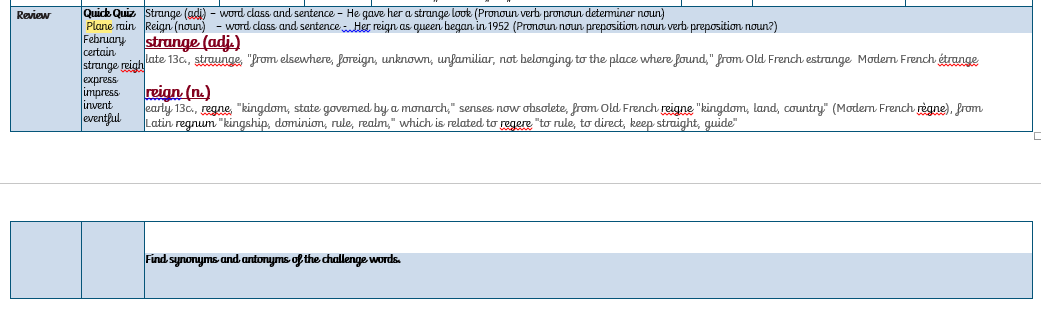 Review
Quick Quiz
Plane rain
February
certain
strange reigh
express
impress
invent
eventful
Strange (adj) – word class and sentence – He gave her a strange look (Pronoun verb pronoun determiner noun)
Reign (noun) – word class and sentence - Her reign as queen began in 1952 (Pronoun noun preposition noun verb preposition noun?)
strange (adj.)
late 13c., straunge, "from elsewhere, foreign, unknown, unfamiliar, not belonging to the place where found," from Old French estrange Modern French étrange
reign (n.)
early 13c., regne, "kingdom, state governed by a monarch," senses now obsolete, from Old French reigne "kingdom, land, country" (Modern French règne), from
Latin regnum "kingship, dominion, rule, realm," which is related to regere "to rule, to direct, keep straight, guide"
Find synonyms and antonyms of the challenge words.